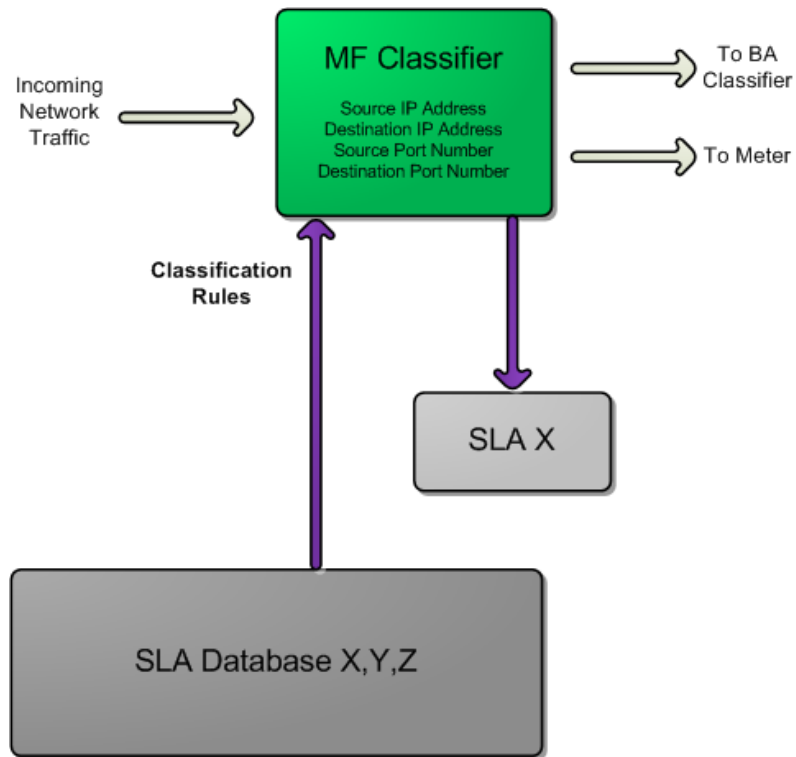 MF Classifier
Source IP Address
Destination IP Address
Source Port Number
Destination Port Number
Incoming
Network
Traffic
To BA
Classifier
To Meter
Classification
Rules
SLA X
SLA Database X,Y,Z